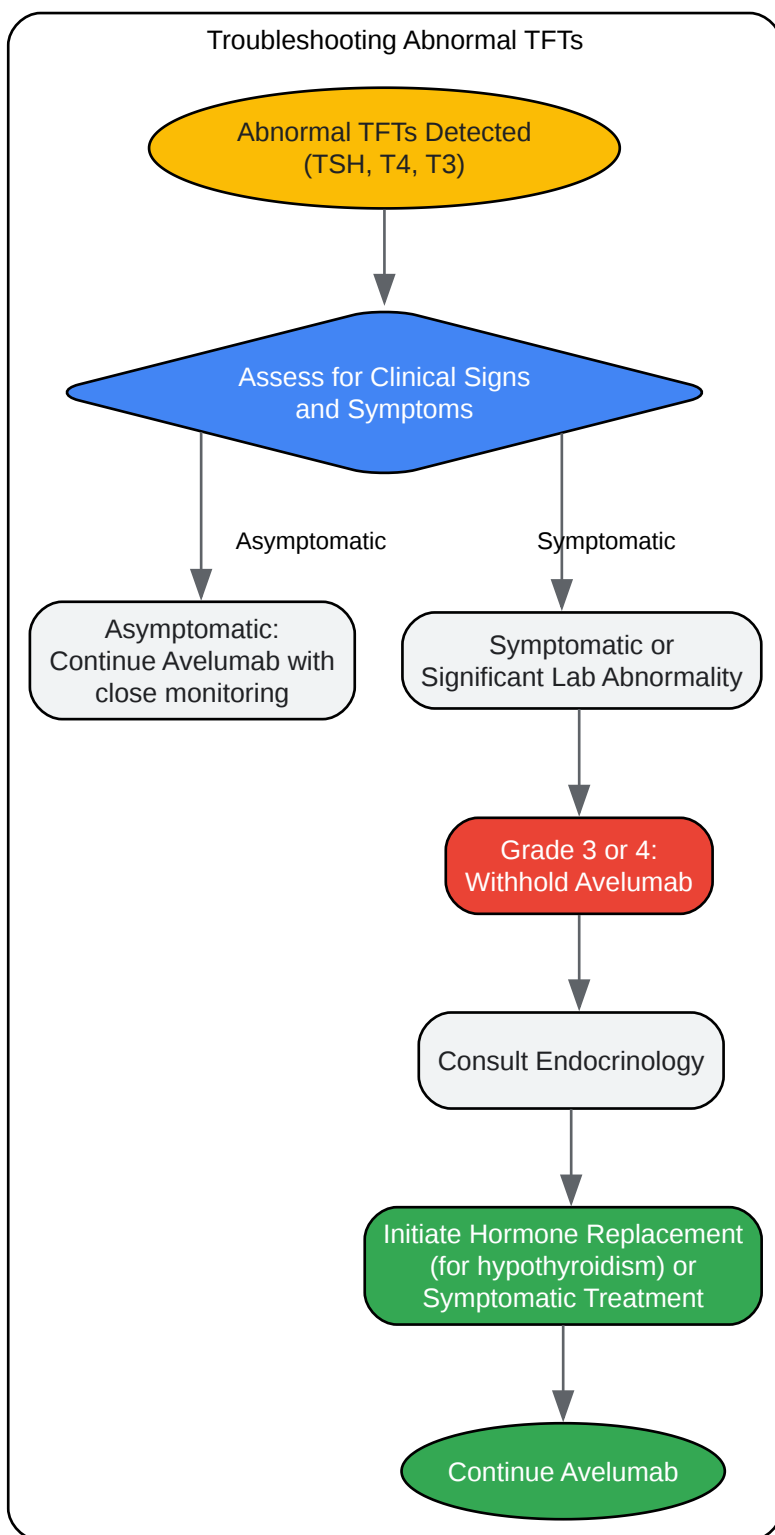 Troubleshooting Abnormal TFTs
Abnormal TFTs Detected
(TSH, T4, T3)
Assess for Clinical Signs
and Symptoms
Asymptomatic
Symptomatic
Asymptomatic:
Continue Avelumab with
close monitoring
Symptomatic or
Significant Lab Abnormality
Grade 3 or 4:
Withhold Avelumab
Consult Endocrinology
Initiate Hormone Replacement
(for hypothyroidism) or
Symptomatic Treatment
Continue Avelumab